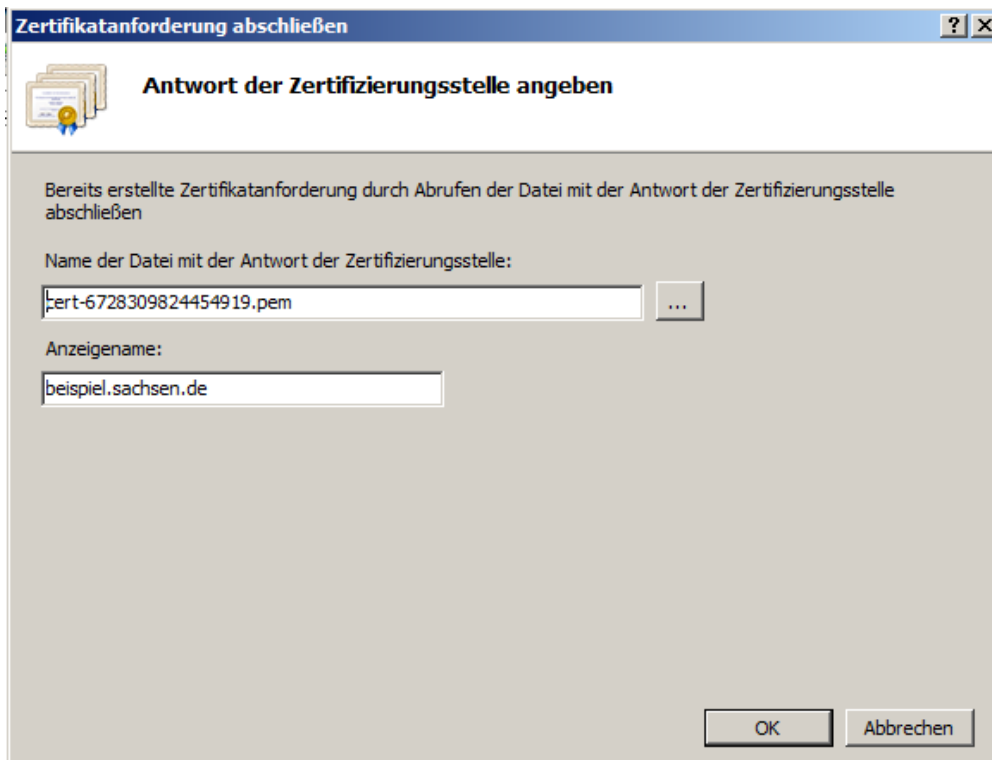 Zertifikatanforderung abschließen
Antwort der Zertifizierungsstelle angeben
Bereits erstellte Zertifikatanforderung durch Abrufen der Datei mit der Antwort der Zertifizierungsstelle
abschließen
Name der Datei mit der Antwort der Zertifizierungsstelle:
cert-6728309824454919.pem
...
Anzeigename:
beispiel.sachsen.de
OK Abbrechen